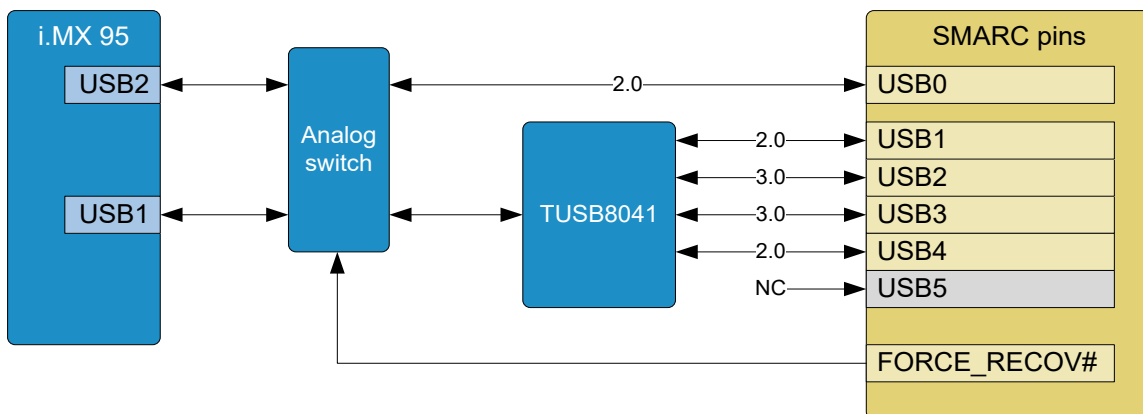 i.MX 95
SMARC pins
USB2
2.0
USB0
Analog
switch
2.0
USB1
3.0
USB2
USB1
TUSB8041
3.0
USB3
2.0
USB4
NC
USB5
FORCE_RECOV#